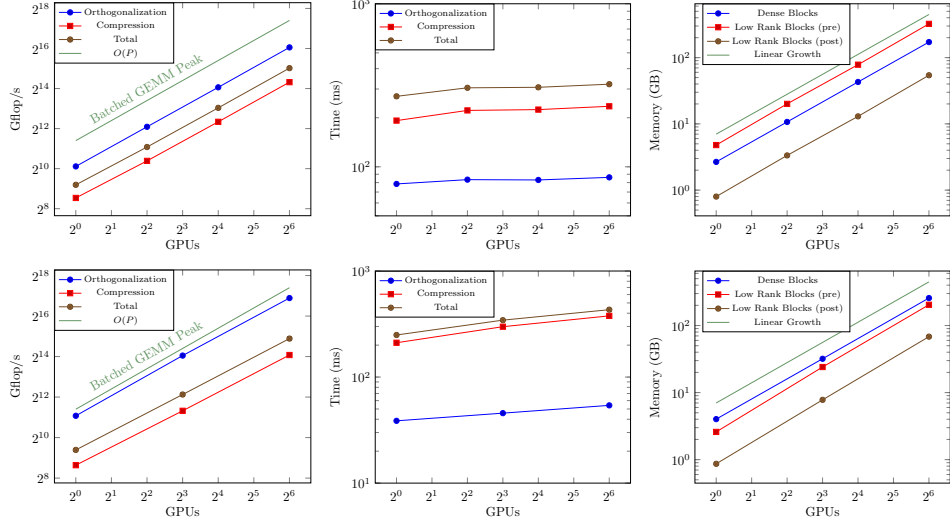 2^18
2^16
2^14
2^12
2^10
2^8
Gflop/s
Orthogonalization
Compression
Total
O(P)
Batched GEMM Peak
2^0 2^1 2^2 2^3 2^4 2^5 2^6
GPUs
10^3
10^2
Time (ms)
Orthogonalization
Compression
Total
2^0 2^1 2^2 2^3 2^4 2^5 2^6
GPUs
10^2
10^1
10^0
Memory (GB)
Dense Blocks
Low Rank Blocks (pre)
Low Rank Blocks (post)
Linear Growth
2^0 2^1 2^2 2^3 2^4 2^5 2^6
GPUs
2^18
2^16
2^14
2^12
2^10
2^8
Gflop/s
Orthogonalization
Compression
Total
O(P)
Batched GEMM Peak
2^0 2^1 2^2 2^3 2^4 2^5 2^6
GPUs
10^3
10^2
10^1
Time (ms)
Orthogonalization
Compression
Total
2^0 2^1 2^2 2^3 2^4 2^5 2^6
GPUs
10^2
10^1
10^0
Memory (GB)
Dense Blocks
Low Rank Blocks (pre)
Low Rank Blocks (post)
Linear Growth
2^0 2^1 2^2 2^3 2^4 2^5 2^6
GPUs